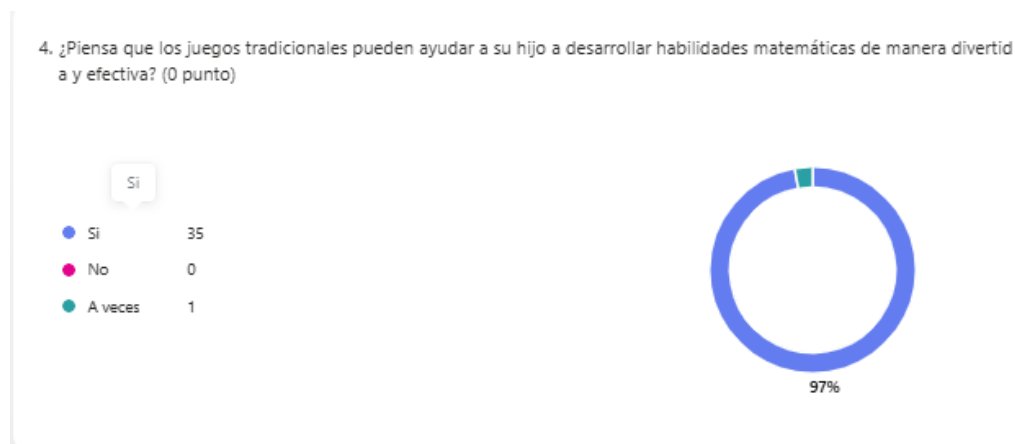 4. ¿Piensa que los juegos tradicionales pueden ayudar a su hijo a desarrollar habilidades matemáticas de manera divertid
a y efectiva? (0 punto)
Si
Si 35
No 0
A veces 1
97%